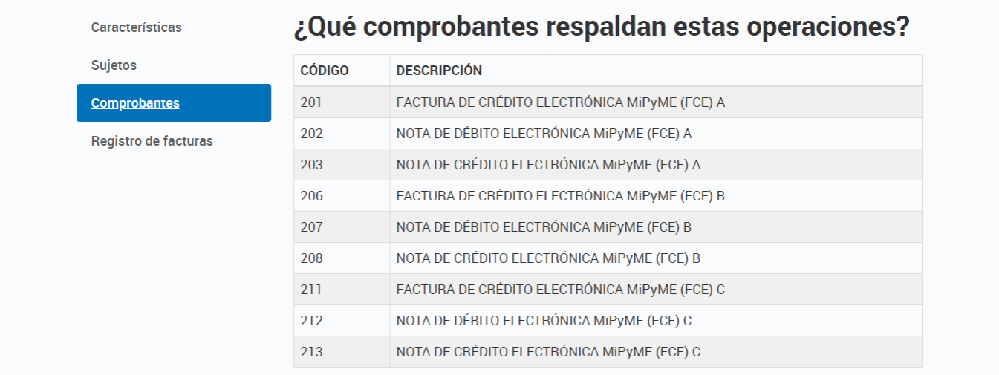 Características
Sujetos
Comprobantes
Registro de facturas
¿Qué comprobantes respaldan estas operaciones?
CÓDIGO DESCRIPCIÓN
201 FACTURA DE CRÉDITO ELECTRÓNICA MiPyME (FCE) A
202 NOTA DE DÉBITO ELECTRÓNICA MiPyME (FCE) A
203 NOTA DE CRÉDITO ELECTRÓNICA MiPyME (FCE) A
206 FACTURA DE CRÉDITO ELECTRÓNICA MiPyME (FCE) B
207 NOTA DE DÉBITO ELECTRÓNICA MiPyME (FCE) B
208 NOTA DE CRÉDITO ELECTRÓNICA MiPyME (FCE) B
211 FACTURA DE CRÉDITO ELECTRÓNICA MiPyME (FCE) C
212 NOTA DE DÉBITO ELECTRÓNICA MiPyME (FCE) C
213 NOTA DE CRÉDITO ELECTRÓNICA MiPyME (FCE) C